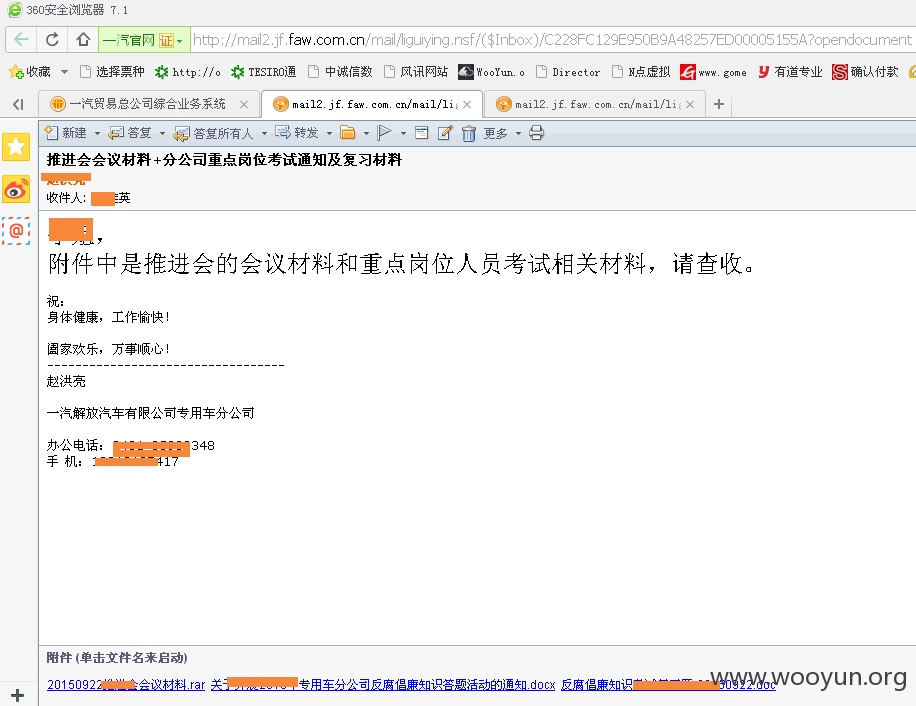 360安全浏览器 7.1
一汽官网 证 http://mail2.jf.faw.com.cn/mail/liguiying.nsf/($Inbox)/C228FC129E950B9A48257ED00005155A?opendocument
收藏 选择票种 http://o TESIRO通 中诚信数 风讯网站 WooYun.o Director N点虚拟 www.gome 有道专业 确认付款
一汽贸易总公司综合业务系统 mail2.jf.faw.com.cn/mail/li mail2.jf.faw.com.cn/mail/li
新建 答复 答复所有人 转发 更多
推进会会议材料+分公司重点岗位考试通知及复习材料
收件人: 英
，
附件中是推进会的会议材料和重点岗位人员考试相关材料，请查收。
祝：
身体健康，工作愉快！
阖家欢乐，万事顺心！
----------------------------------
赵洪亮
一汽解放汽车有限公司专用车分公司
办公电话： 348
手 机： 417
附件 (单击文件名来启动)
20150922 会议材料.rar 关于 专用车分公司反腐倡廉知识答题活动的通知.docx 反腐倡廉知识 0922.doc
www.wooyun.org